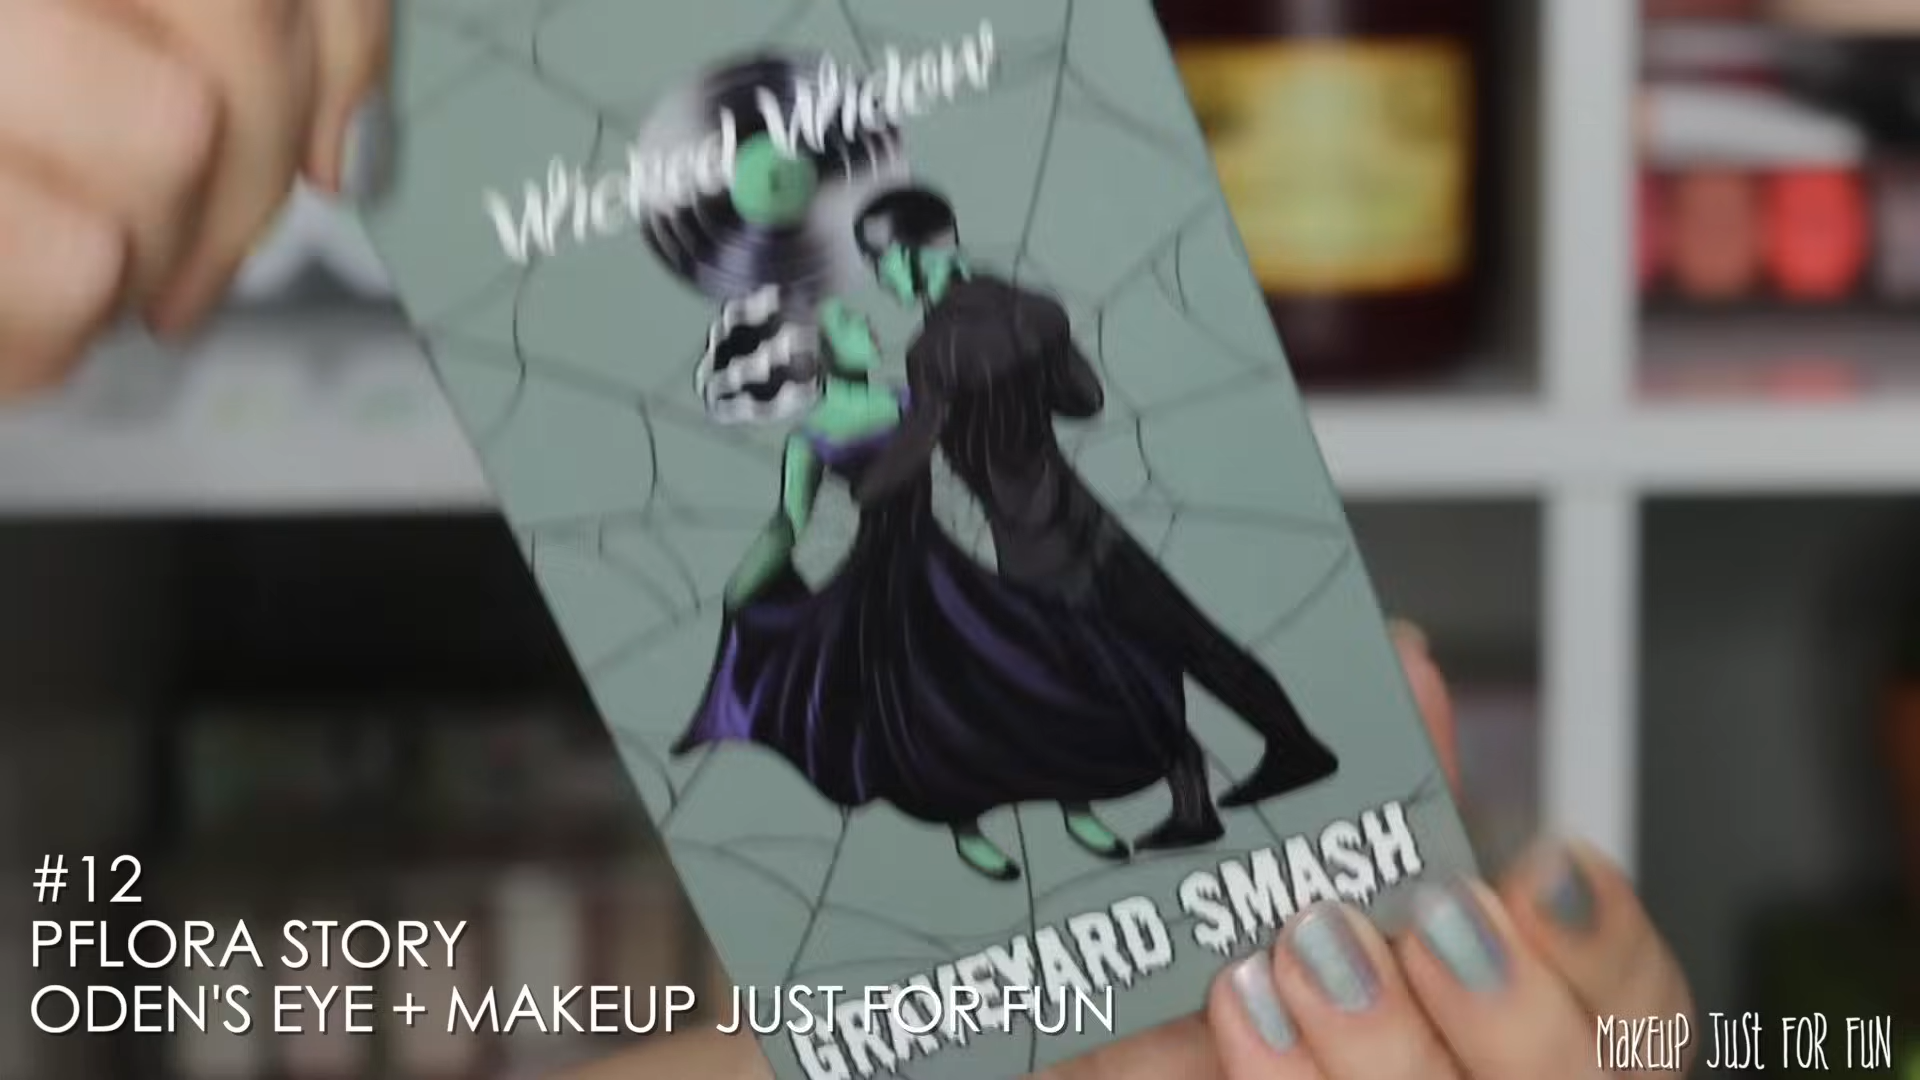 Wicked Widow
GRAVEYARD SMASH
#12
PFLORA STORY
ODEN'S EYE + MAKEUP JUST FOR FUN
MAKEUP JUST FOR FUN